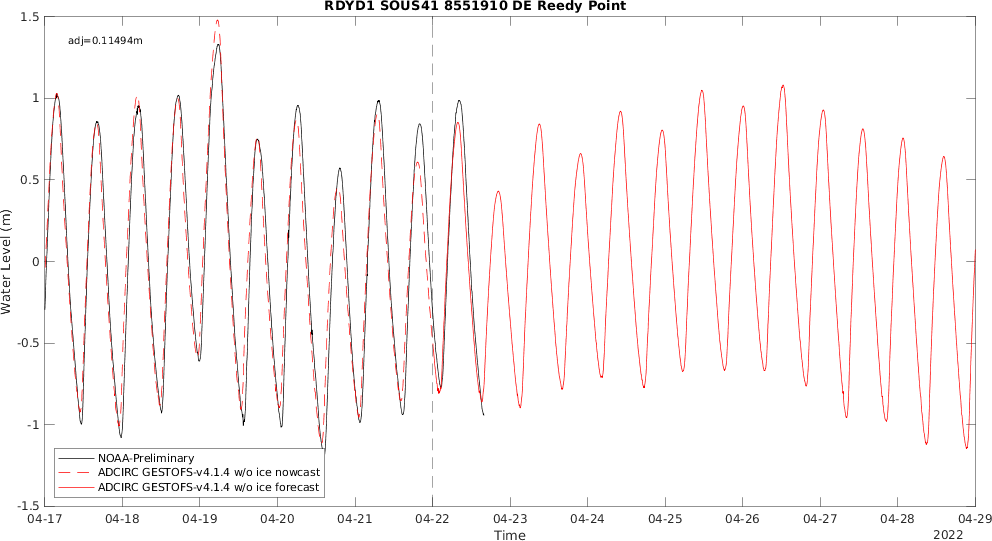 RDYD1 SOUS41 8551910 DE Reedy Point
adj=0.11494m
1.5
1
0.5
0
-0.5
-1
-1.5
Water Level (m)
NOAA-Preliminary
ADCIRC GESTOFS-v4.1.4 w/o ice nowcast
ADCIRC GESTOFS-v4.1.4 w/o ice forecast
04-17 04-18 04-19 04-20 04-21 04-22 04-23 04-24 04-25 04-26 04-27 04-28 04-29
Time
2022